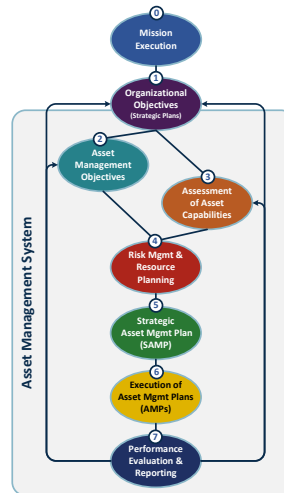 0
Mission
Execution
1
Organizational
Objectives
(Strategic Plans)
2
Asset
Management
Objectives
3
Assessment
of Asset
Capabilities
4
Risk Mgmt &
Resource
Planning
5
Strategic
Asset Mgmt Plan
(SAMP)
6
Execution of
Asset Mgmt Plans
(AMPs)
7
Performance
Evaluation &
Reporting
Asset Management System